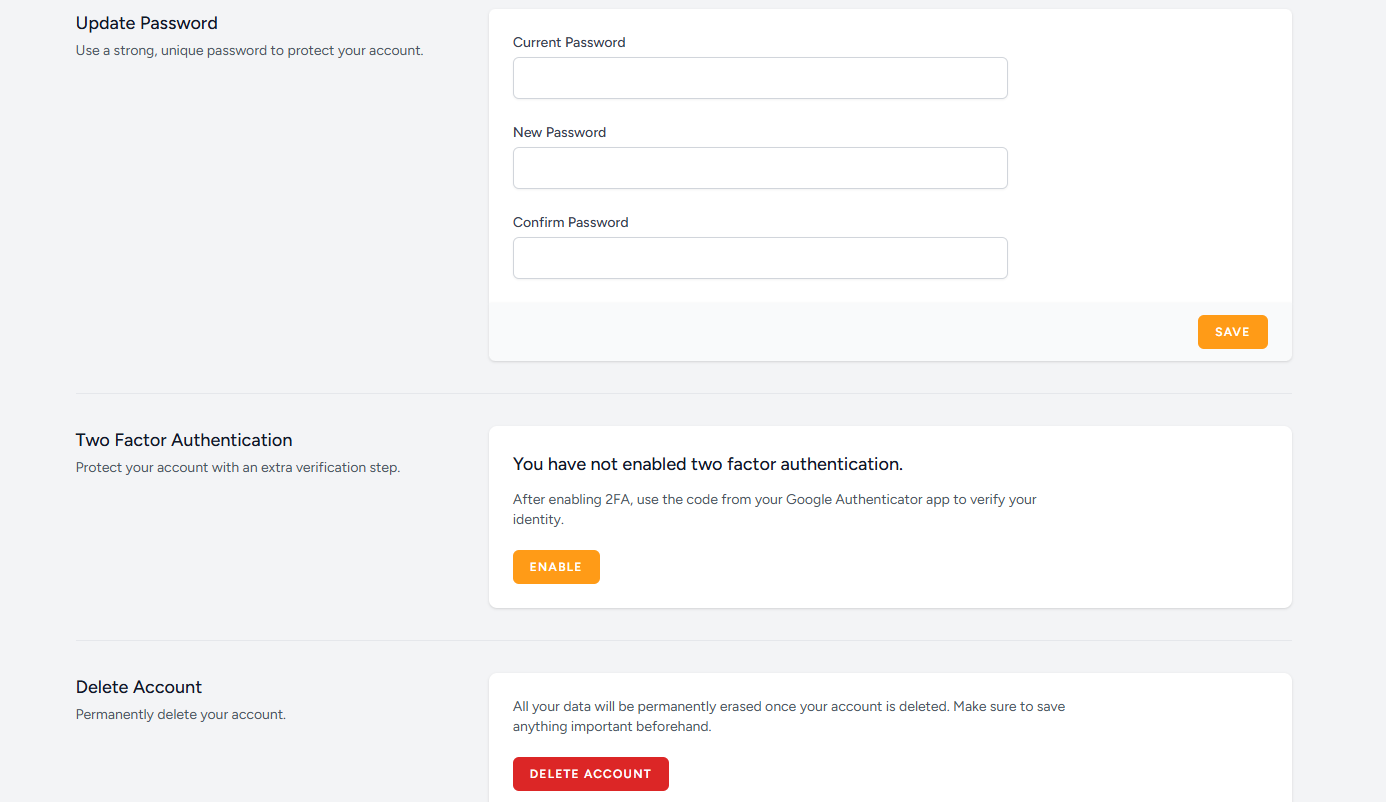 Update Password
Use a strong, unique password to protect your account.
Current Password
New Password
Confirm Password
SAVE
Two Factor Authentication
Protect your account with an extra verification step.
You have not enabled two factor authentication.
After enabling 2FA, use the code from your Google Authenticator app to verify your
identity.
ENABLE
Delete Account
Permanently delete your account.
All your data will be permanently erased once your account is deleted. Make sure to save
anything important beforehand.
DELETE ACCOUNT